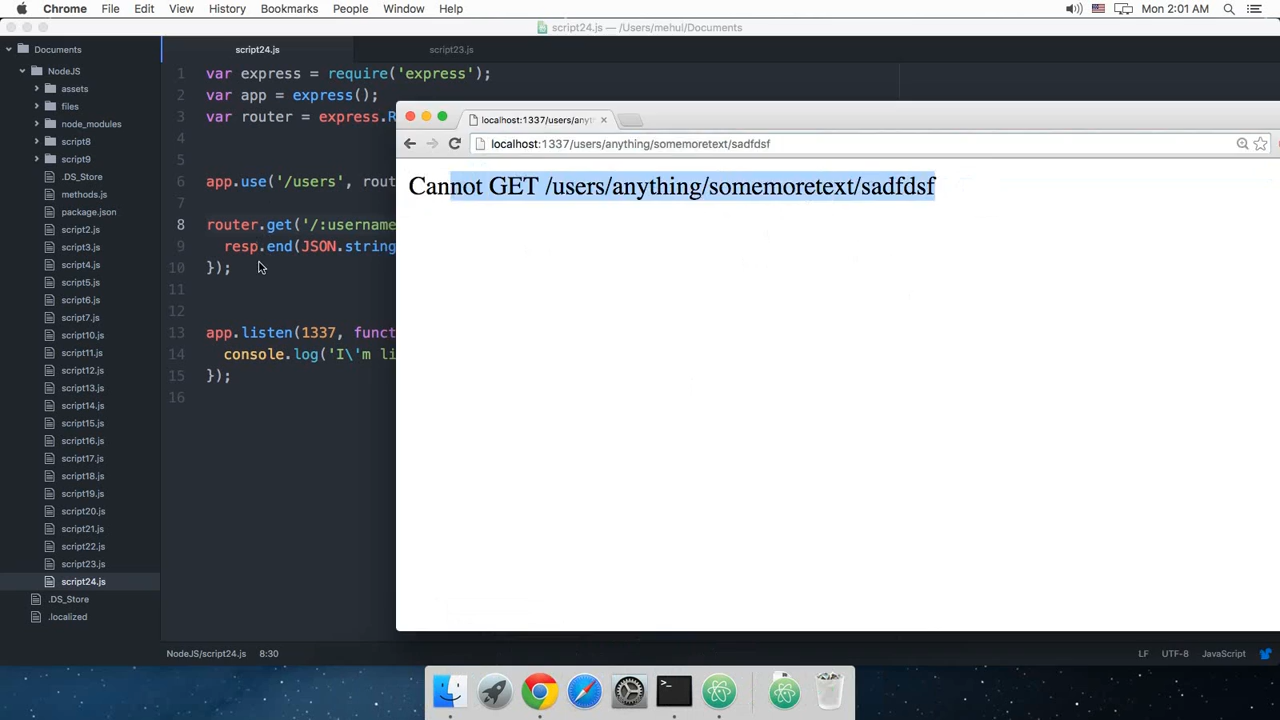 Chrome File Edit View History Bookmarks People Window Help Mon 2:01 AM
script24.js — /Users/mehul/Documents
Documents
NodeJS
assets
files
node_modules
script8
script9
.DS_Store
methods.js
package.json
script2.js
script3.js
script4.js
script5.js
script6.js
script7.js
script10.js
script11.js
script12.js
script13.js
script14.js
script15.js
script16.js
script17.js
script18.js
script19.js
script20.js
script21.js
script22.js
script23.js
script24.js
.DS_Store
.localized
script24.js script23.js
1 var express = require('express');
2 var app = express();
3 var router = express.R
4
5
6 app.use('/users', rout
7
8 router.get('/:username
9 resp.end(JSON.string
10 });
11
12
13 app.listen(1337, funct
14 console.log('I\'m li
15 });
16
localhost:1337/users/anyt
localhost:1337/users/anything/somemoretext/sadfdsf
Cannot GET /users/anything/somemoretext/sadfdsf
NodeJS/script24.js 8:30 LF UTF-8 JavaScript